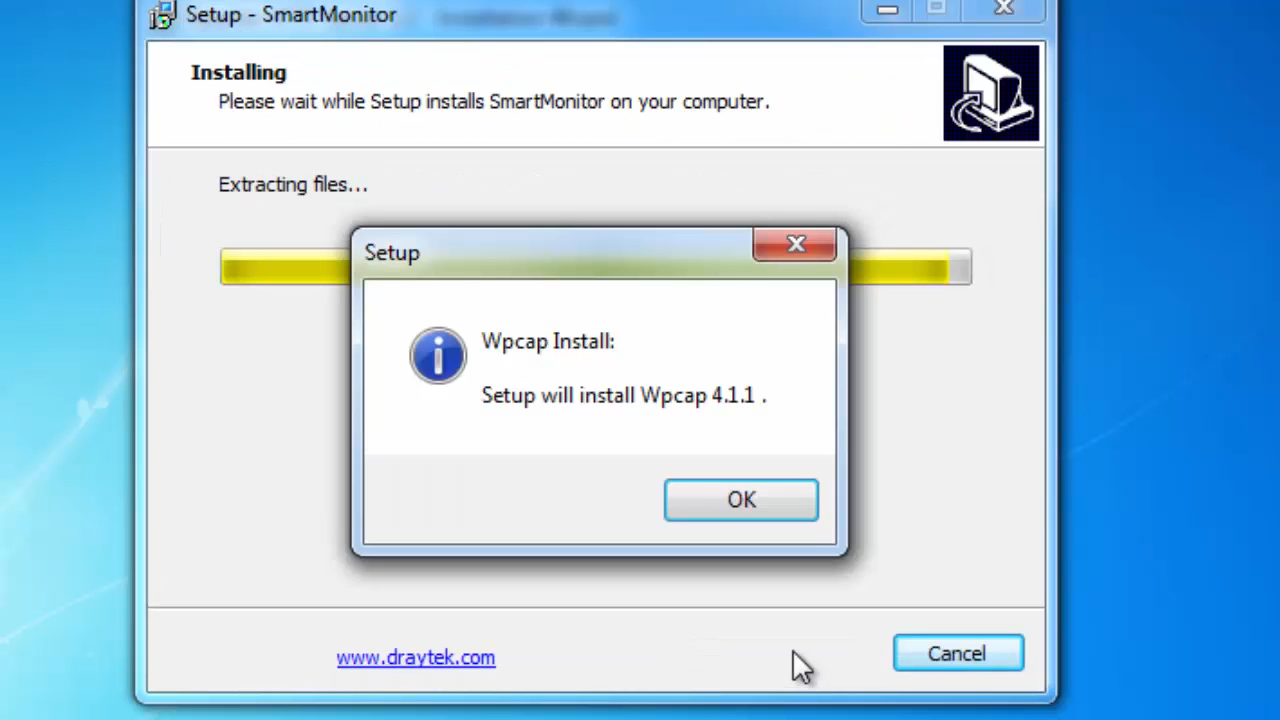 Setup - SmartMonitor
Installing
Please wait while Setup installs SmartMonitor on your computer.
Extracting files...
Setup
Wpcap Install:
Setup will install Wpcap 4.1.1 .
OK
www.draytek.com
Cancel